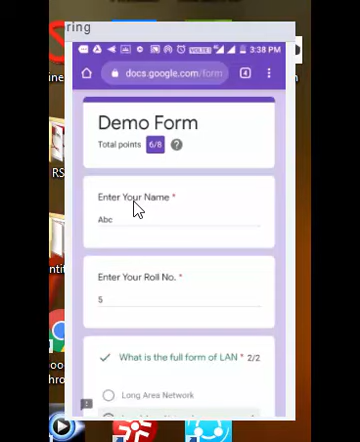 ring
3:38 PM
docs.google.com/form
4
Demo Form
Total points 6/8
Enter Your Name *
Abc
Enter Your Roll No. *
5
What is the full form of LAN * 2/2
Long Area Network